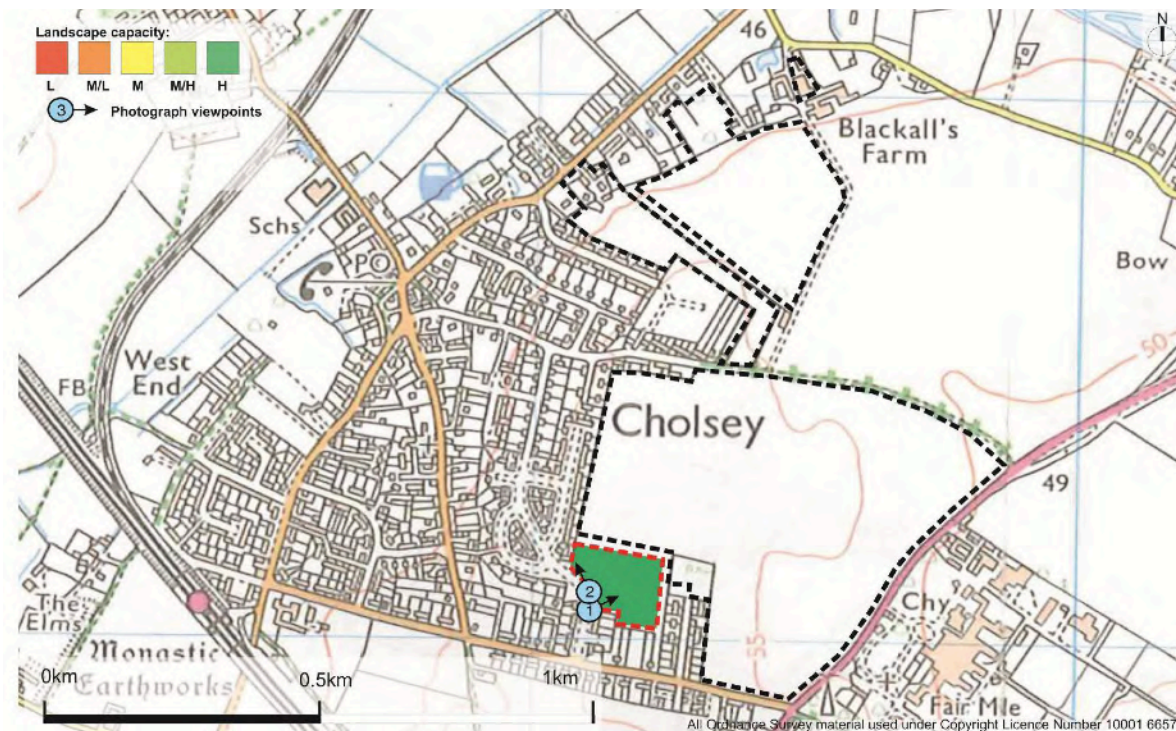 Landscape capacity:
L M/L M M/H H
3 Photograph viewpoints
N
46
Blackall's
Farm
Schs
PO
Bow
West
End
FB
50
Cholsey
49
2
1
The
Elms
Monastic
Earthworks
55
Chy
Fair Mile
0km 0.5km 1km
All Ordnance Survey material used under Copyright Licence Number 10001 6657